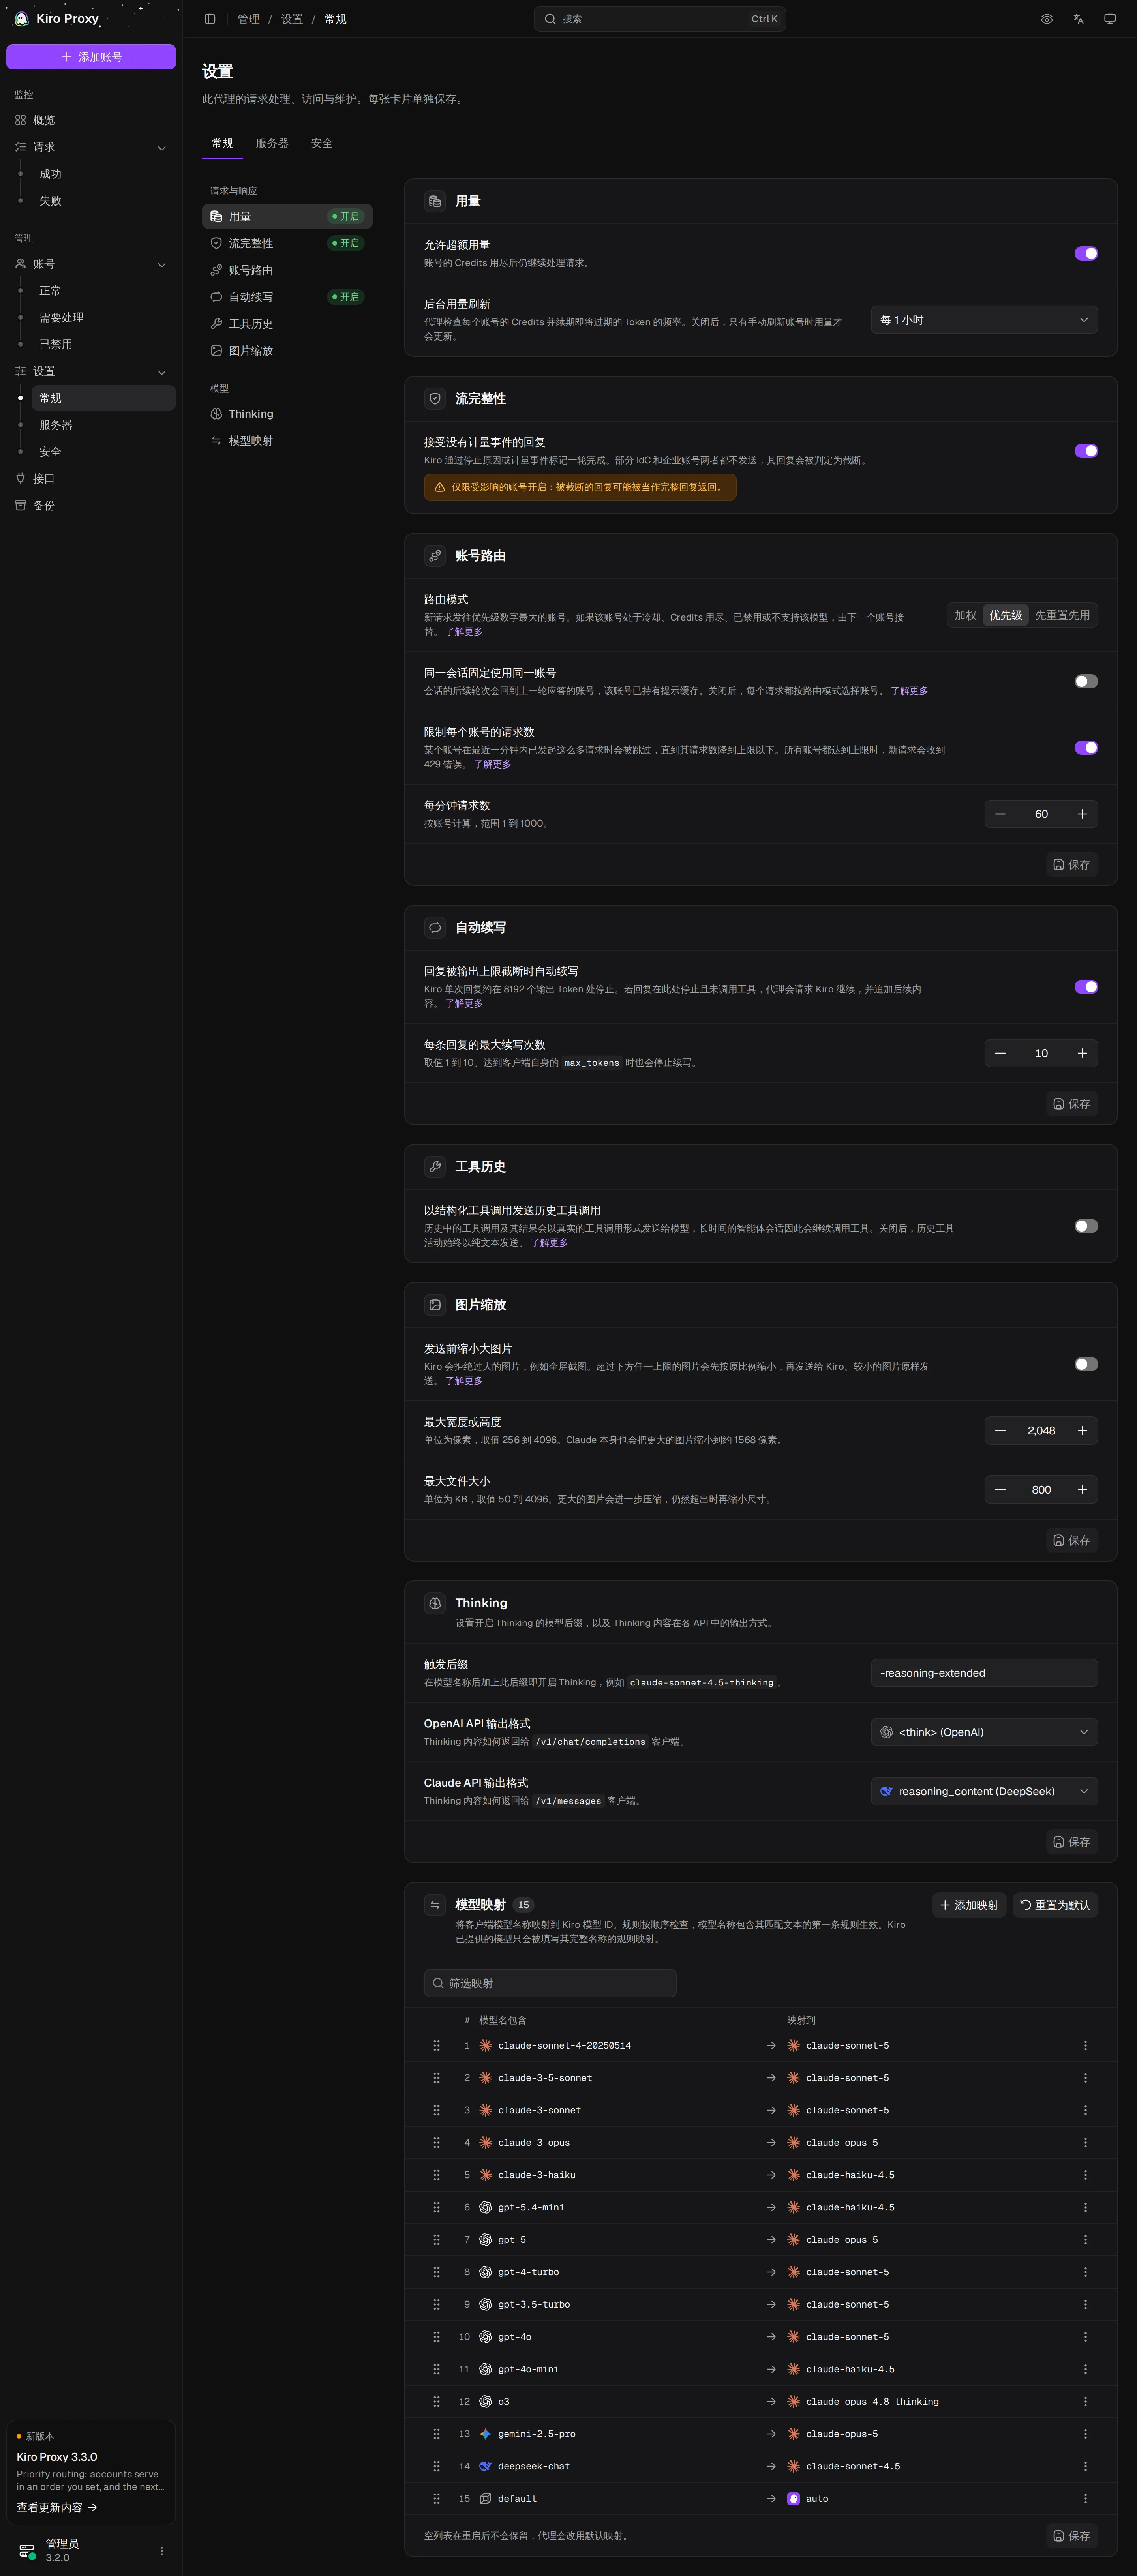 Kiro Proxy
管理 / 设置 / 常规
搜索
Ctrl K
添加账号
监控
概览
请求
成功
失败
管理
账号
正常
需要处理
已禁用
设置
常规
服务器
安全
接口
备份
设置
此代理的请求处理、访问与维护。每张卡片单独保存。
常规
服务器
安全
请求与响应
用量
开启
流完整性
开启
账号路由
自动续写
开启
工具历史
图片缩放
模型
Thinking
模型映射
用量
允许超额用量
账号的 Credits 用尽后仍继续处理请求。
后台用量刷新
代理检查每个账号的 Credits 并续期即将过期的 Token 的频率。关闭后，只有手动刷新账号时用量才
会更新。
每 1 小时
流完整性
接受没有计量事件的回复
Kiro 通过停止原因或计量事件标记一轮完成。部分 IdC 和企业账号两者都不发送，其回复会被判定为截断。
仅限受影响的账号开启：被截断的回复可能被当作完整回复返回。
账号路由
路由模式
新请求发往优先级数字最大的账号。如果该账号处于冷却、Credits 用尽、已禁用或不支持该模型，由下一个账号接
替。 了解更多
加权
优先级
先重置先用
同一会话固定使用同一账号
会话的后续轮次会回到上一轮应答的账号，该账号已持有提示缓存。关闭后，每个请求都按路由模式选择账号。 了解更多
限制每个账号的请求数
某个账号在最近一分钟内已发起这么多请求时会被跳过，直到其请求数降到上限以下。所有账号都达到上限时，新请求会收到
429 错误。 了解更多
每分钟请求数
按账号计算，范围 1 到 1000。
60
保存
自动续写
回复被输出上限截断时自动续写
Kiro 单次回复约在 8192 个输出 Token 处停止。若回复在此处停止且未调用工具，代理会请求 Kiro 继续，并追加后续内
容。 了解更多
每条回复的最大续写次数
取值 1 到 10。达到客户端自身的 max_tokens 时也会停止续写。
10
保存
工具历史
以结构化工具调用发送历史工具调用
历史中的工具调用及其结果会以真实的工具调用形式发送给模型，长时间的智能体会话因此会继续调用工具。关闭后，历史工具
活动始终以纯文本发送。 了解更多
图片缩放
发送前缩小大图片
Kiro 会拒绝过大的图片，例如全屏截图。超过下方任一上限的图片会先按原比例缩小，再发送给 Kiro。较小的图片原样发
送。 了解更多
最大宽度或高度
单位为像素，取值 256 到 4096。Claude 本身也会把更大的图片缩小到约 1568 像素。
2,048
最大文件大小
单位为 KB，取值 50 到 4096。更大的图片会进一步压缩，仍然超出时再缩小尺寸。
800
保存
Thinking
设置开启 Thinking 的模型后缀，以及 Thinking 内容在各 API 中的输出方式。
触发后缀
在模型名称后加上此后缀即开启 Thinking，例如 claude-sonnet-4.5-thinking 。
-reasoning-extended
OpenAI API 输出格式
Thinking 内容如何返回给 /v1/chat/completions 客户端。
<think> (OpenAI)
Claude API 输出格式
Thinking 内容如何返回给 /v1/messages 客户端。
reasoning_content (DeepSeek)
保存
模型映射 15
将客户端模型名称映射到 Kiro 模型 ID。规则按顺序检查，模型名称包含其匹配文本的第一条规则生效。Kiro
已提供的模型只会被填写其完整名称的规则映射。
添加映射
重置为默认
筛选映射
# 模型名包含 映射到
1 claude-sonnet-4-20250514 → claude-sonnet-5
2 claude-3-5-sonnet → claude-sonnet-5
3 claude-3-sonnet → claude-sonnet-5
4 claude-3-opus → claude-opus-5
5 claude-3-haiku → claude-haiku-4.5
6 gpt-5.4-mini → claude-haiku-4.5
7 gpt-5 → claude-opus-5
8 gpt-4-turbo → claude-sonnet-5
9 gpt-3.5-turbo → claude-sonnet-5
10 gpt-4o → claude-sonnet-5
11 gpt-4o-mini → claude-haiku-4.5
12 o3 → claude-opus-4.8-thinking
13 gemini-2.5-pro → claude-opus-5
14 deepseek-chat → claude-sonnet-4.5
15 default → auto
空列表在重启后不会保留，代理会改用默认映射。
保存
新版本
Kiro Proxy 3.3.0
Priority routing: accounts serve
in an order you set, and the next…
查看更新内容 →
管理员
3.2.0